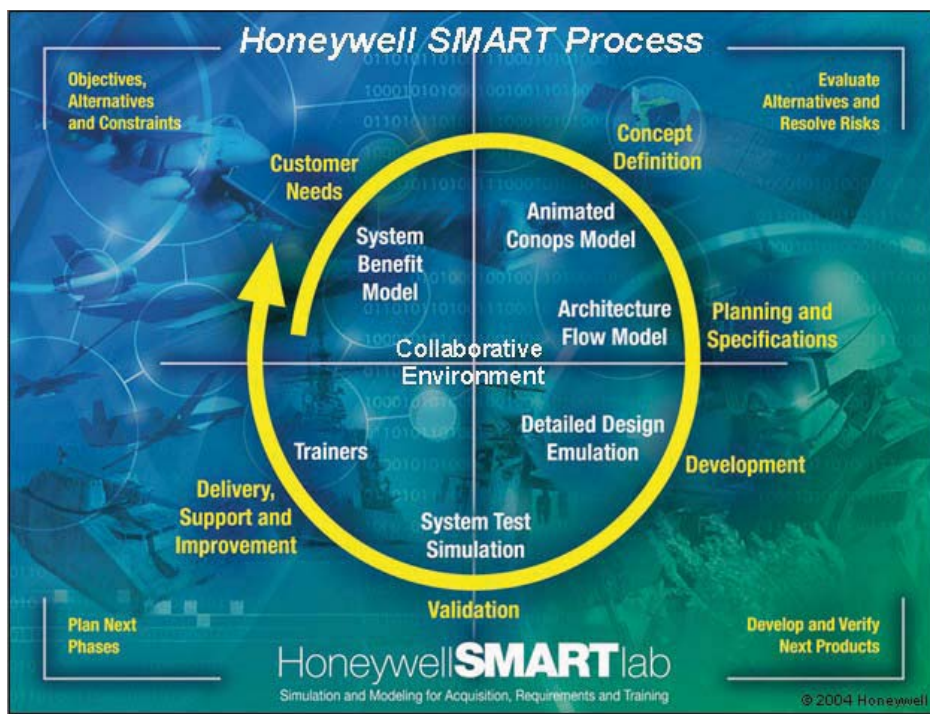 Honeywell SMART Process
Objectives,
Alternatives
and Constraints
Evaluate
Alternatives and
Resolve Risks
Customer
Needs
Concept
Definition
System
Benefit
Model
Animated
Conops Model
Architecture
Flow Model
Planning and
Specifications
Collaborative
Environment
Trainers
Detailed Design
Emulation
Development
Delivery,
Support and
Improvement
System Test
Simulation
Validation
Plan Next
Phases
Develop and Verify
Next Products
HoneywellSMARTlab
Simulation and Modeling for Acquisition, Requirements and Training
© 2004 Honeywell